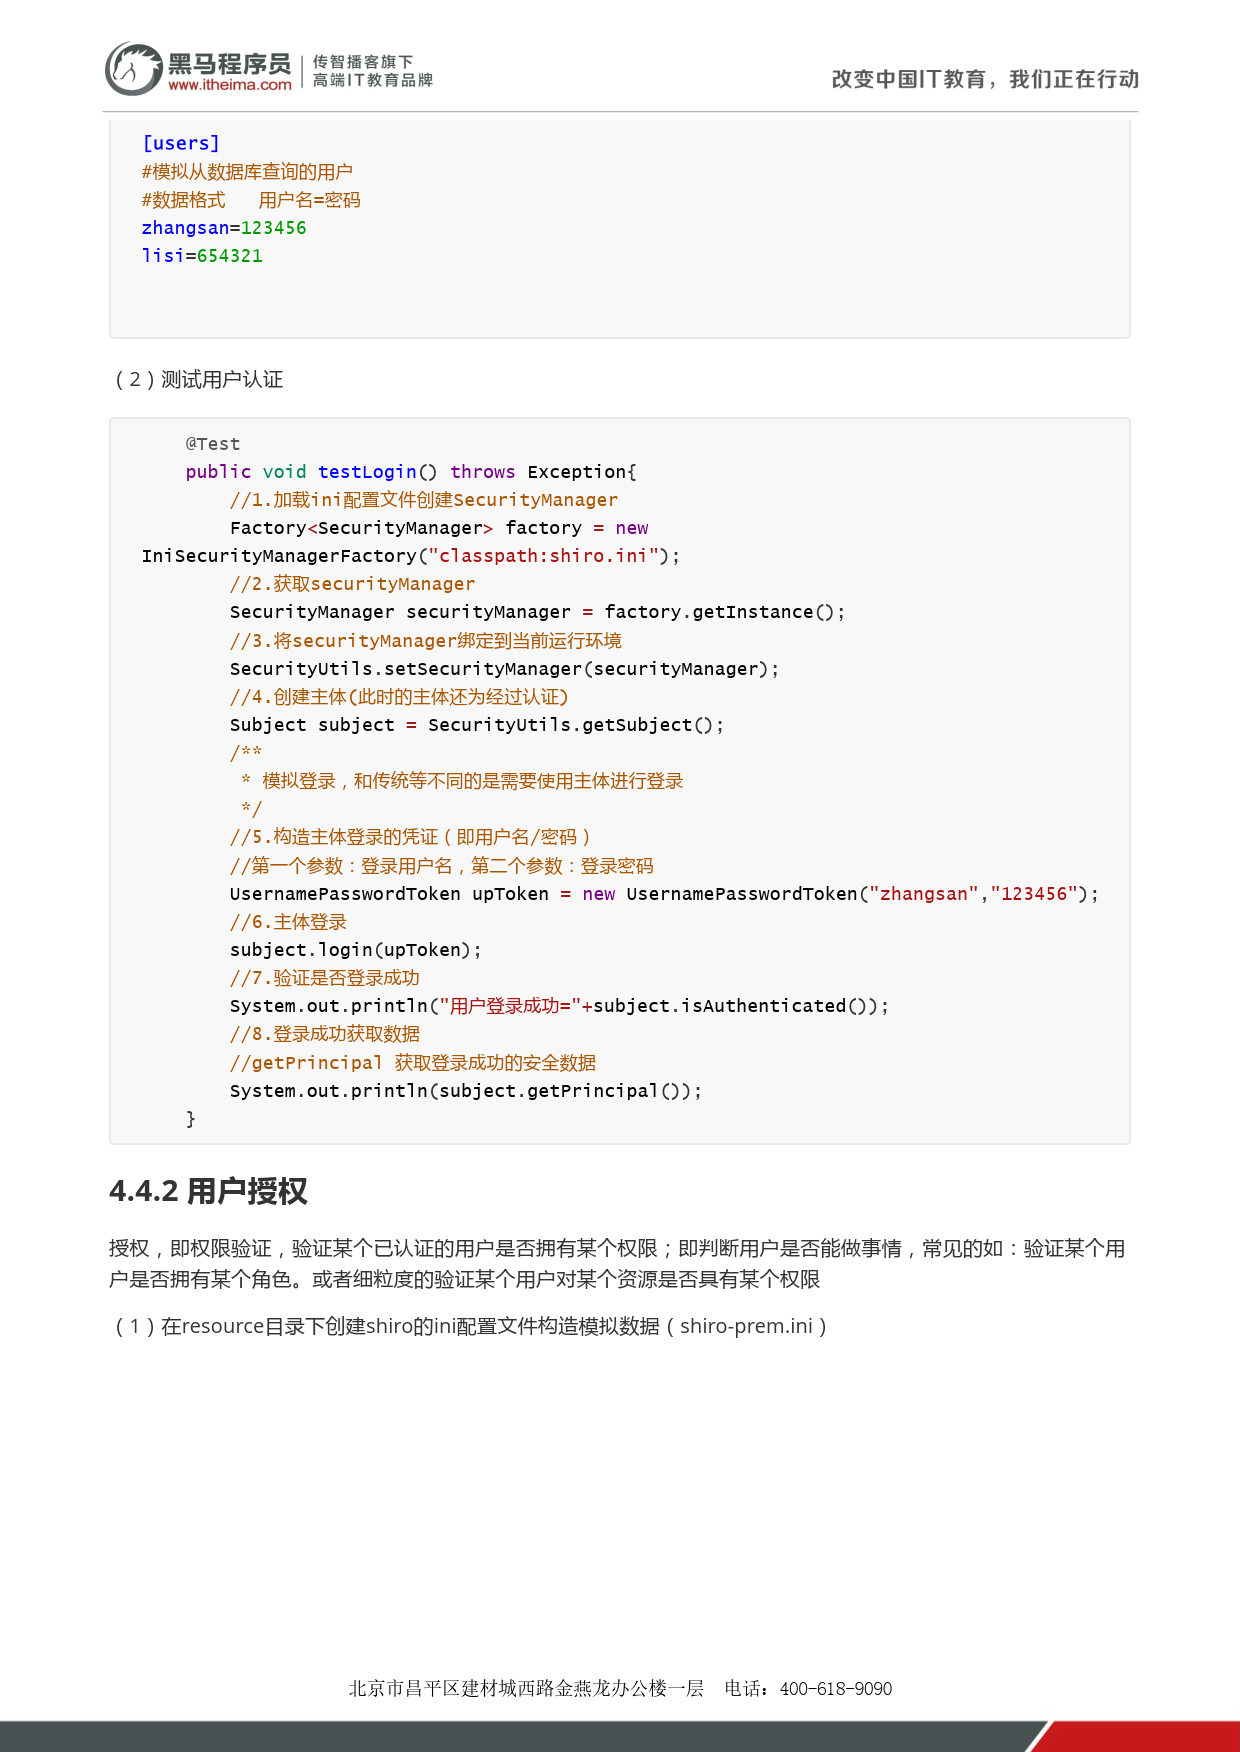 黑马程序员
www.itheima.com
传智播客旗下
高端IT教育品牌
改变中国IT教育，我们正在行动
[users]
#模拟从数据库查询的用户
#数据格式   用户名=密码
zhangsan=123456
lisi=654321
（2）测试用户认证
    @Test
    public void testLogin() throws Exception{
        //1.加载ini配置文件创建SecurityManager
        Factory<SecurityManager> factory = new
IniSecurityManagerFactory("classpath:shiro.ini");
        //2.获取securityManager
        SecurityManager securityManager = factory.getInstance();
        //3.将securityManager绑定到当前运行环境
        SecurityUtils.setSecurityManager(securityManager);
        //4.创建主体(此时的主体还为经过认证)
        Subject subject = SecurityUtils.getSubject();
        /**
         * 模拟登录，和传统等不同的是需要使用主体进行登录
         */
        //5.构造主体登录的凭证（即用户名/密码）
        //第一个参数：登录用户名，第二个参数：登录密码
        UsernamePasswordToken upToken = new UsernamePasswordToken("zhangsan","123456");
        //6.主体登录
        subject.login(upToken);
        //7.验证是否登录成功
        System.out.println("用户登录成功="+subject.isAuthenticated());
        //8.登录成功获取数据
        //getPrincipal 获取登录成功的安全数据
        System.out.println(subject.getPrincipal());
    }
4.4.2 用户授权
授权，即权限验证，验证某个已认证的用户是否拥有某个权限；即判断用户是否能做事情，常见的如：验证某个用
户是否拥有某个角色。或者细粒度的验证某个用户对某个资源是否具有某个权限
（1）在resource目录下创建shiro的ini配置文件构造模拟数据（shiro-prem.ini）
北京市昌平区建材城西路金燕龙办公楼一层   电话：400-618-9090